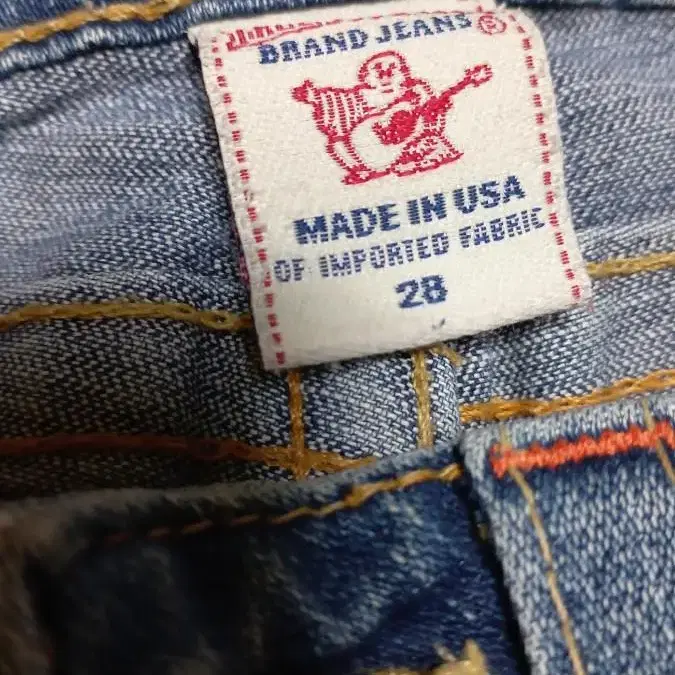 BRAND JEANS®
MADE IN USA
OF IMPORTED FABRIC
28